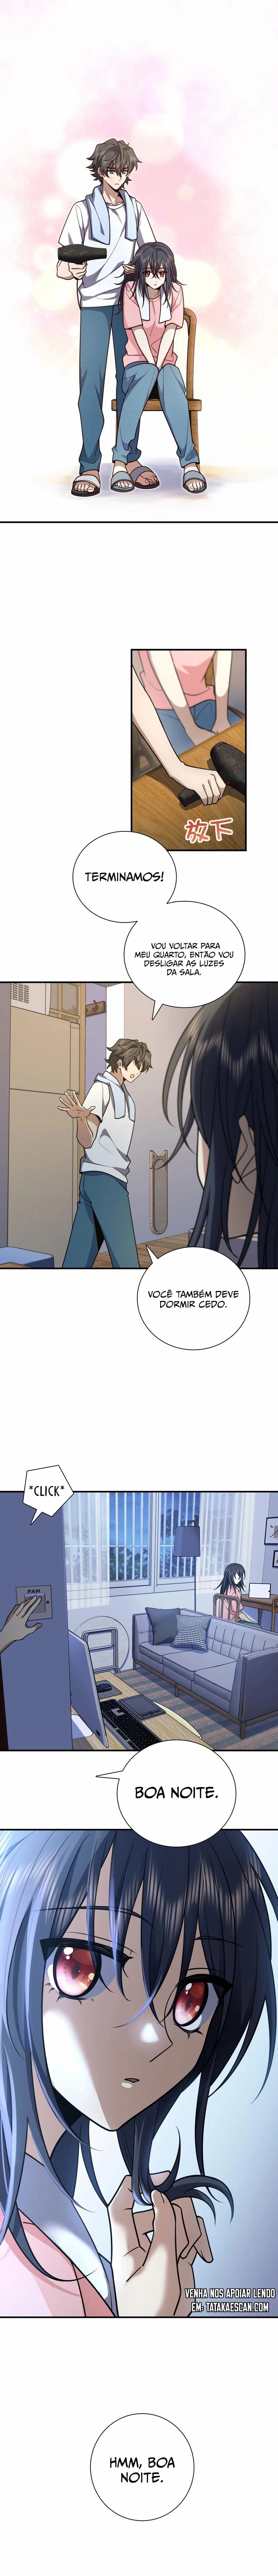 放下
TERMINAMOS!
VOU VOLTAR PARA
MEU QUARTO, ENTÃO VOU
DESLIGAR AS LUZES
DA SALA.
VOCÊ TAMBÉM DEVE
DORMIR CEDO.
*CLICK*
PAM
BOA NOITE.
VENHA NOS APOIAR LENDO
EM: TATAKAESCAN.COM
HMM, BOA
NOITE.